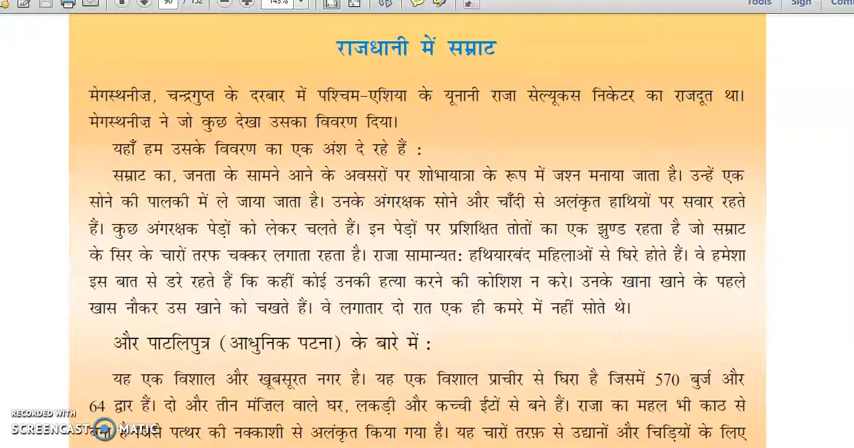 90 / 152
143%
Tools
Sign
राजधानी में सम्राट
मेगस्थनीज़, चन्द्रगुप्त के दरबार में पश्चिम-एशिया के यूनानी राजा सेल्यूकस निकेटर का राजदूत था।
मेगस्थनीज़ ने जो कुछ देखा उसका विवरण दिया।
यहाँ हम उसके विवरण का एक अंश दे रहे हैं :
सम्राट का, जनता के सामने आने के अवसरों पर शोभायात्रा के रूप में जश्न मनाया जाता है। उन्हें एक
सोने की पालकी में ले जाया जाता है। उनके अंगरक्षक सोने और चाँदी से अलंकृत हाथियों पर सवार रहते
हैं। कुछ अंगरक्षक पेड़ों को लेकर चलते हैं। इन पेड़ों पर प्रशिक्षित तोतों का एक झुण्ड रहता है जो सम्राट
के सिर के चारों तरफ चक्कर लगाता रहता है। राजा सामान्यत: हथियारबंद महिलाओं से घिरे होते हैं। वे हमेशा
इस बात से डरे रहते हैं कि कहीं कोई उनकी हत्या करने की कोशिश न करे। उनके खाना खाने के पहले
खास नौकर उस खाने को चखते हैं। वे लगातार दो रात एक ही कमरे में नहीं सोते थे।
और पाटलिपुत्र (आधुनिक पटना) के बारे में :
यह एक विशाल और खूबसूरत नगर है। यह एक विशाल प्राचीर से घिरा है जिसमें 570 बुर्ज और
64 द्वार हैं। दो और तीन मंज़िल वाले घर, लकड़ी और कच्ची ईंटों से बने हैं। राजा का महल भी काठ से
जिसे पत्थर की नक्काशी से अलंकृत किया गया है। यह चारों तरफ़ से उद्यानों और चिड़ियों के लिए
RECORDED WITH
SCREENCAST MATIC